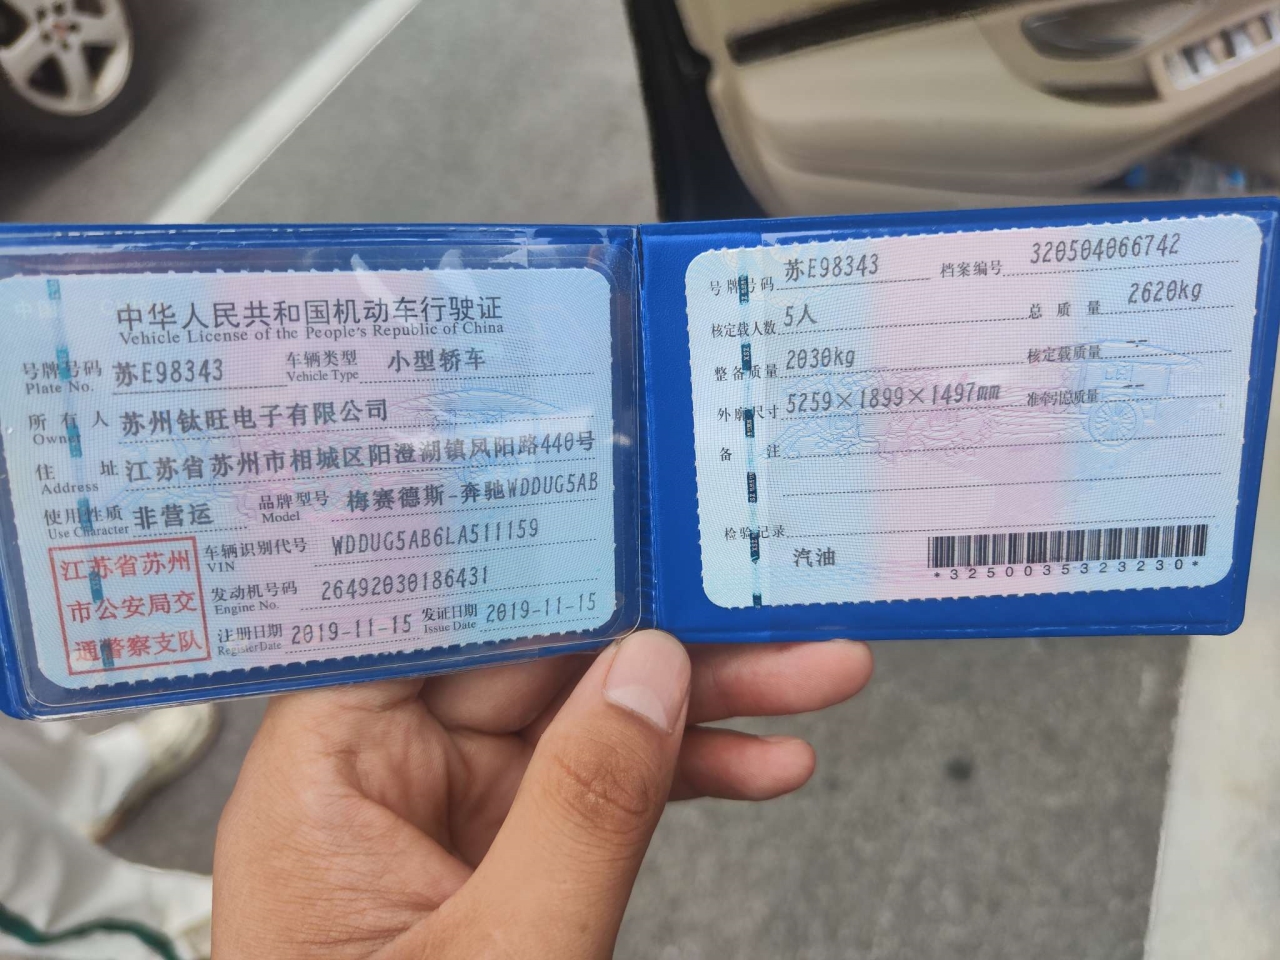 中华人民共和国机动车行驶证
Vehicle License of the People's Republic of China
号牌号码 苏E98343 车辆类型 小型轿车
Plate No. Vehicle Type
所有人 苏州钛旺电子有限公司
Owner
住址 江苏省苏州市相城区阳澄湖镇凤阳路440号
Address
使用性质 非营运 品牌型号 梅赛德斯-奔驰WDDUG5AB
Use Character Model
江苏省苏州
市公安局交
通警察支队
车辆识别代号 WDDUG5AB6LA511159
VIN
发动机号码 26492030186431
Engine No.
注册日期 2019-11-15 发证日期 2019-11-15
Register Date Issue Date
号牌号码 苏E98343 档案编号 320504066742
核定载人数 5人 总质量 2620kg
整备质量 2030kg 核定载质量 --
外廓尺寸 5259×1899×1497mm 准牵引总质量 --
备注
检验记录
汽油
*3250035323230*